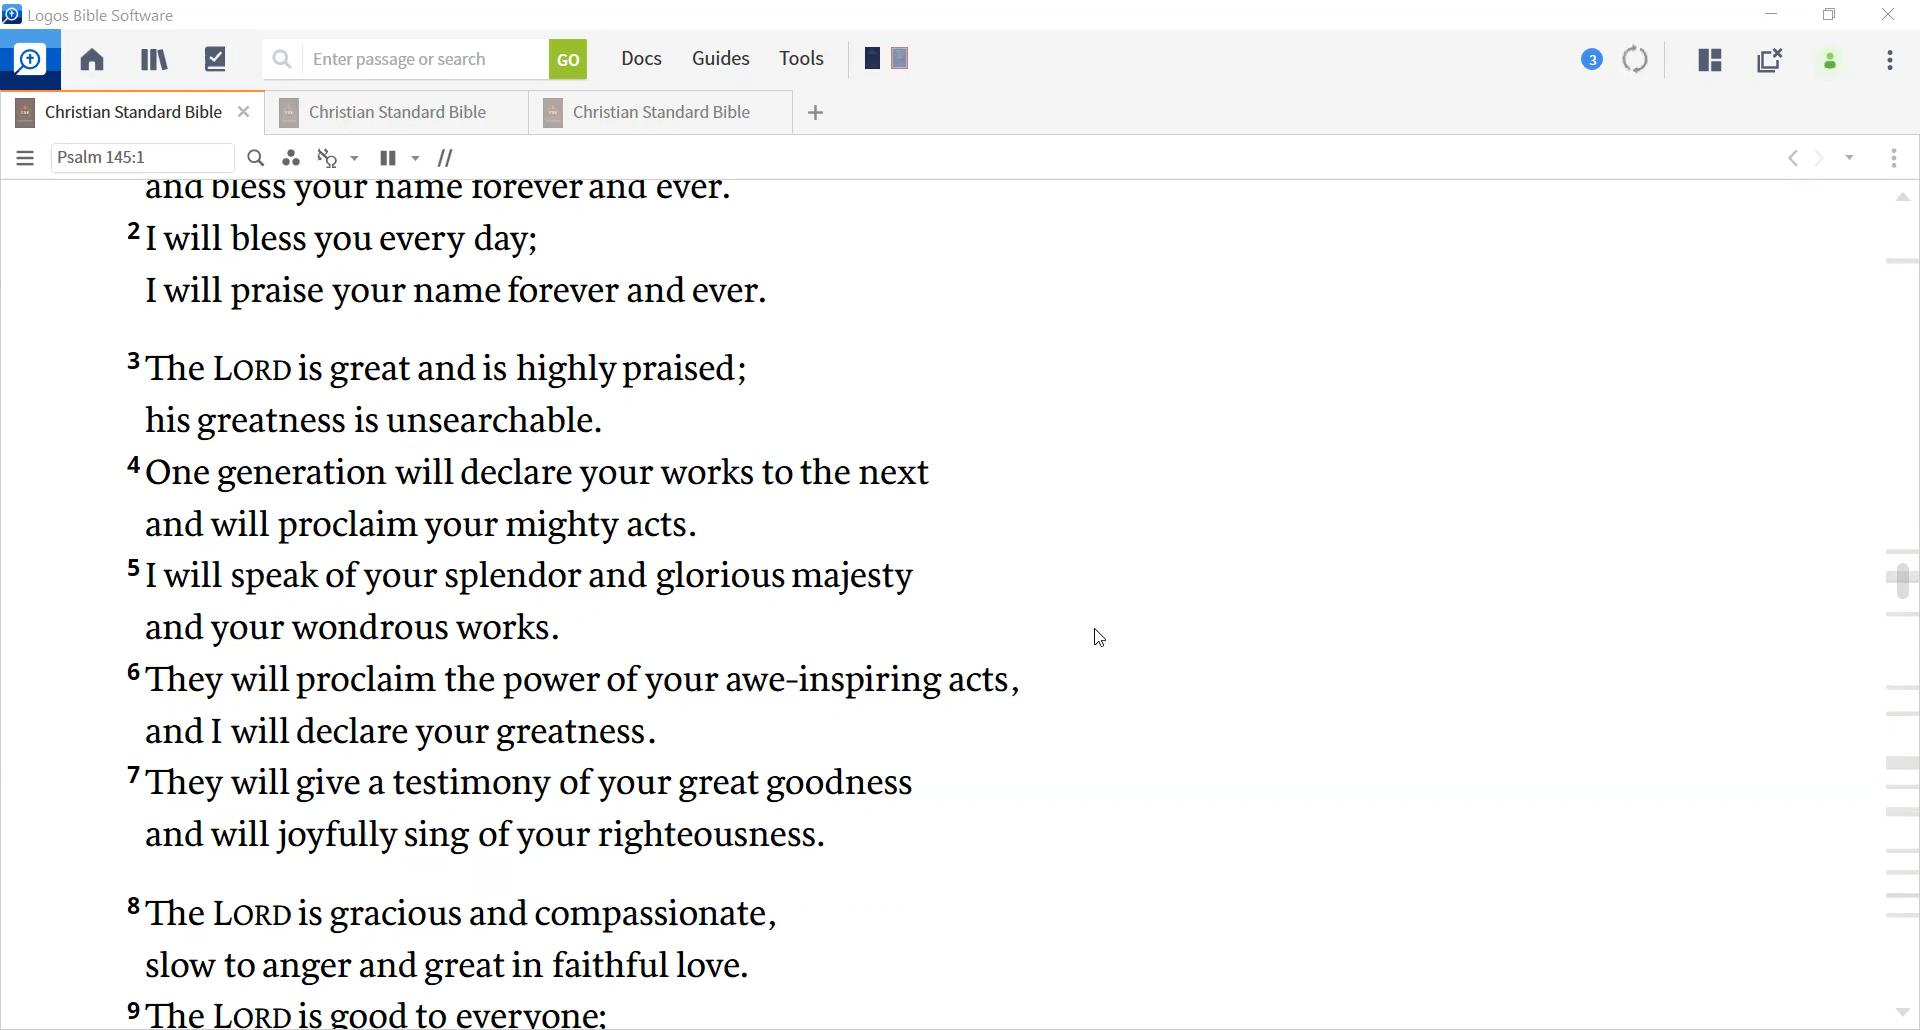 Logos Bible Software
Enter passage or search
GO
Docs
Guides
Tools
3
Christian Standard Bible
Christian Standard Bible
Christian Standard Bible
Psalm 145:1
and bless your name forever and ever.
2 I will bless you every day;
I will praise your name forever and ever.
3 The LORD is great and is highly praised;
his greatness is unsearchable.
4 One generation will declare your works to the next
and will proclaim your mighty acts.
5 I will speak of your splendor and glorious majesty
and your wondrous works.
6 They will proclaim the power of your awe-inspiring acts,
and I will declare your greatness.
7 They will give a testimony of your great goodness
and will joyfully sing of your righteousness.
8 The LORD is gracious and compassionate,
slow to anger and great in faithful love.
9 The LORD is good to everyone;